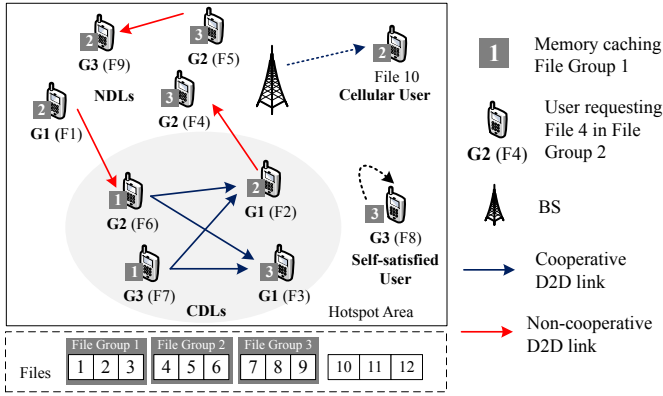 2
G3 (F9)
NDLs
3
G2 (F5)
2
File 10
Cellular User
2
G1 (F1)
3
G2 (F4)
1
G2 (F6)
2
G1 (F2)
1
G3 (F7)
3
G1 (F3)
CDLs
3
G3 (F8)
Self-satisfied
User
Hotspot Area
1
Memory caching
File Group 1
G2 (F4)
User requesting
File 4 in File
Group 2
BS
Cooperative
D2D link
Non-cooperative
D2D link
Files
File Group 1
1 2 3
File Group 2
4 5 6
File Group 3
7 8 9
10 11 12